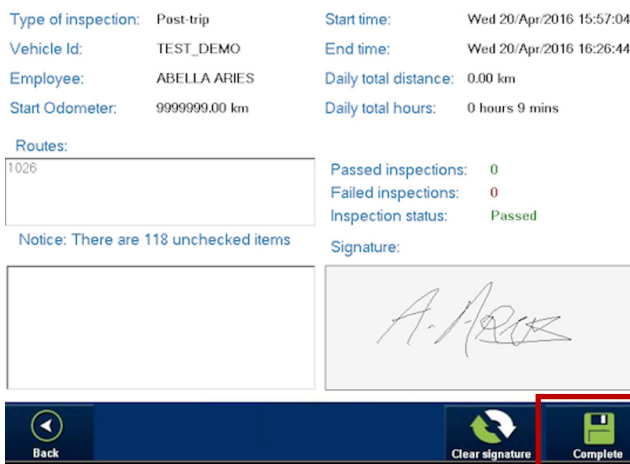 Type of inspection: Post-trip
Start time: Wed 20/Apr/2016 15:57:04
Vehicle Id: TEST_DEMO
End time: Wed 20/Apr/2016 16:26:44
Employee: ABELLA ARIES
Daily total distance: 0.00 km
Start Odometer: 9999999.00 km
Daily total hours: 0 hours 9 mins
Routes:
1026
Passed inspections: 0
Failed inspections: 0
Inspection status: Passed
Notice: There are 118 unchecked items
Signature:
Back
Clear signature
Complete